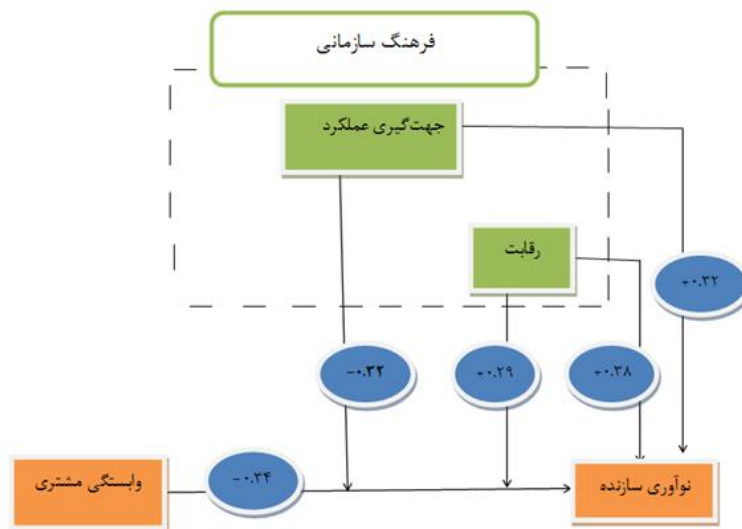 فرهنگ سازمانی
جهت‌گیری عملکرد
رقابت
+۰.۳۲
-۰.۳۲
+۰.۲۹
+۰.۳۸
وابستگی مشتری
-۰.۳۴
نوآوری سازنده